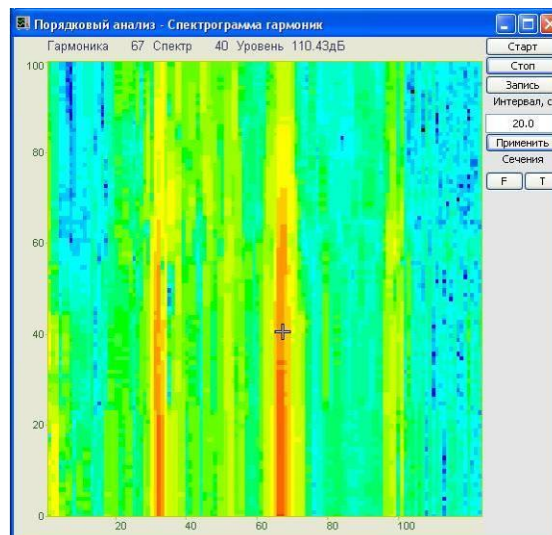 Порядковый анализ - Спектрограмма гармоник
Гармоника 67 Спектр 40 Уровень 110.43дБ
Старт
Стоп
Запись
Интервал, с
20.0
Применить
Сечения
F T
100
80
60
40
20
0
20 40 60 80 100